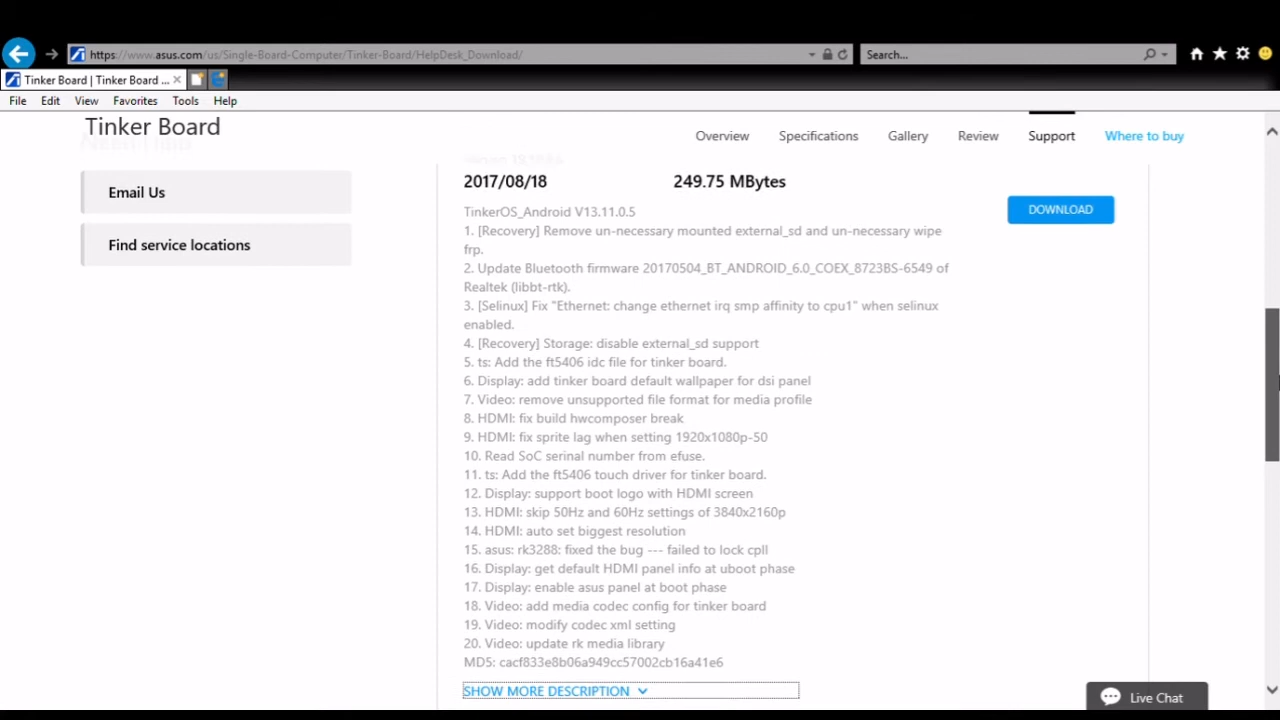 https://www.asus.com/us/Single-Board-Computer/Tinker-Board/HelpDesk_Download/
Search...
Tinker Board | Tinker Board ...
File Edit View Favorites Tools Help
Tinker Board
Overview Specifications Gallery Review Support Where to buy
Email Us
Find service locations
2017/08/18 249.75 MBytes
DOWNLOAD
TinkerOS_Android V13.11.0.5
1. [Recovery] Remove un-necessary mounted external_sd and un-necessary wipe
frp.
2. Update Bluetooth firmware 20170504_BT_ANDROID_6.0_COEX_8723BS-6549 of
Realtek (libbt-rtk).
3. [Selinux] Fix "Ethernet: change ethernet irq smp affinity to cpu1" when selinux
enabled.
4. [Recovery] Storage: disable external_sd support
5. ts: Add the ft5406 idc file for tinker board.
6. Display: add tinker board default wallpaper for dsi panel
7. Video: remove unsupported file format for media profile
8. HDMI: fix build hwcomposer break
9. HDMI: fix sprite lag when setting 1920x1080p-50
10. Read SoC serinal number from efuse.
11. ts: Add the ft5406 touch driver for tinker board.
12. Display: support boot logo with HDMI screen
13. HDMI: skip 50Hz and 60Hz settings of 3840x2160p
14. HDMI: auto set biggest resolution
15. asus: rk3288: fixed the bug --- failed to lock cpll
16. Display: get default HDMI panel info at uboot phase
17. Display: enable asus panel at boot phase
18. Video: add media codec config for tinker board
19. Video: modify codec xml setting
20. Video: update rk media library
MD5: cacf833e8b06a949cc57002cb16a41e6
SHOW MORE DESCRIPTION
Live Chat